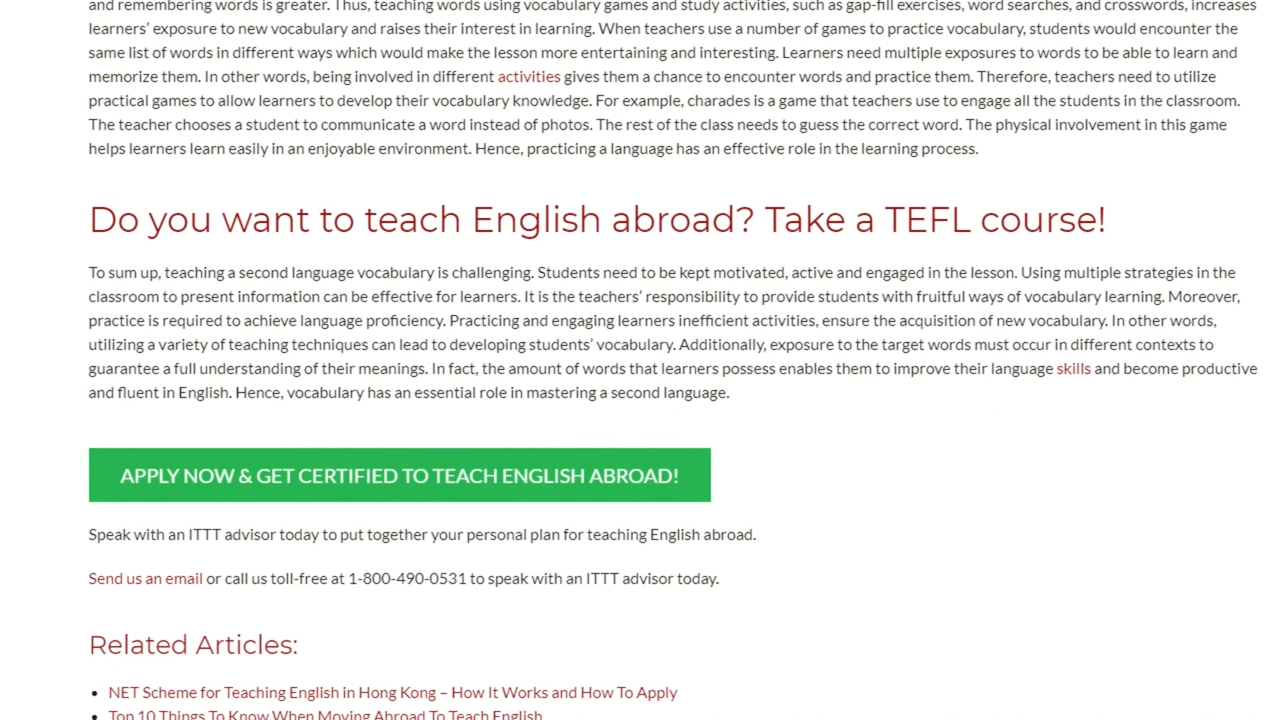 and remembering words is greater. Thus, teaching words using vocabulary games and study activities, such as gap-fill exercises, word searches, and crosswords, increases
learners’ exposure to new vocabulary and raises their interest in learning. When teachers use a number of games to practice vocabulary, students would encounter the
same list of words in different ways which would make the lesson more entertaining and interesting. Learners need multiple exposures to words to be able to learn and
memorize them. In other words, being involved in different activities gives them a chance to encounter words and practice them. Therefore, teachers need to utilize
practical games to allow learners to develop their vocabulary knowledge. For example, charades is a game that teachers use to engage all the students in the classroom.
The teacher chooses a student to communicate a word instead of photos. The rest of the class needs to guess the correct word. The physical involvement in this game
helps learners learn easily in an enjoyable environment. Hence, practicing a language has an effective role in the learning process.
Do you want to teach English abroad? Take a TEFL course!
To sum up, teaching a second language vocabulary is challenging. Students need to be kept motivated, active and engaged in the lesson. Using multiple strategies in the
classroom to present information can be effective for learners. It is the teachers’ responsibility to provide students with fruitful ways of vocabulary learning. Moreover,
practice is required to achieve language proficiency. Practicing and engaging learners inefficient activities, ensure the acquisition of new vocabulary. In other words,
utilizing a variety of teaching techniques can lead to developing students’ vocabulary. Additionally, exposure to the target words must occur in different contexts to
guarantee a full understanding of their meanings. In fact, the amount of words that learners possess enables them to improve their language skills and become productive
and fluent in English. Hence, vocabulary has an essential role in mastering a second language.
APPLY NOW & GET CERTIFIED TO TEACH ENGLISH ABROAD!
Speak with an ITTT advisor today to put together your personal plan for teaching English abroad.
Send us an email or call us toll-free at 1-800-490-0531 to speak with an ITTT advisor today.
Related Articles:
• NET Scheme for Teaching English in Hong Kong – How It Works and How To Apply
• Top 10 Things To Know When Moving Abroad To Teach English